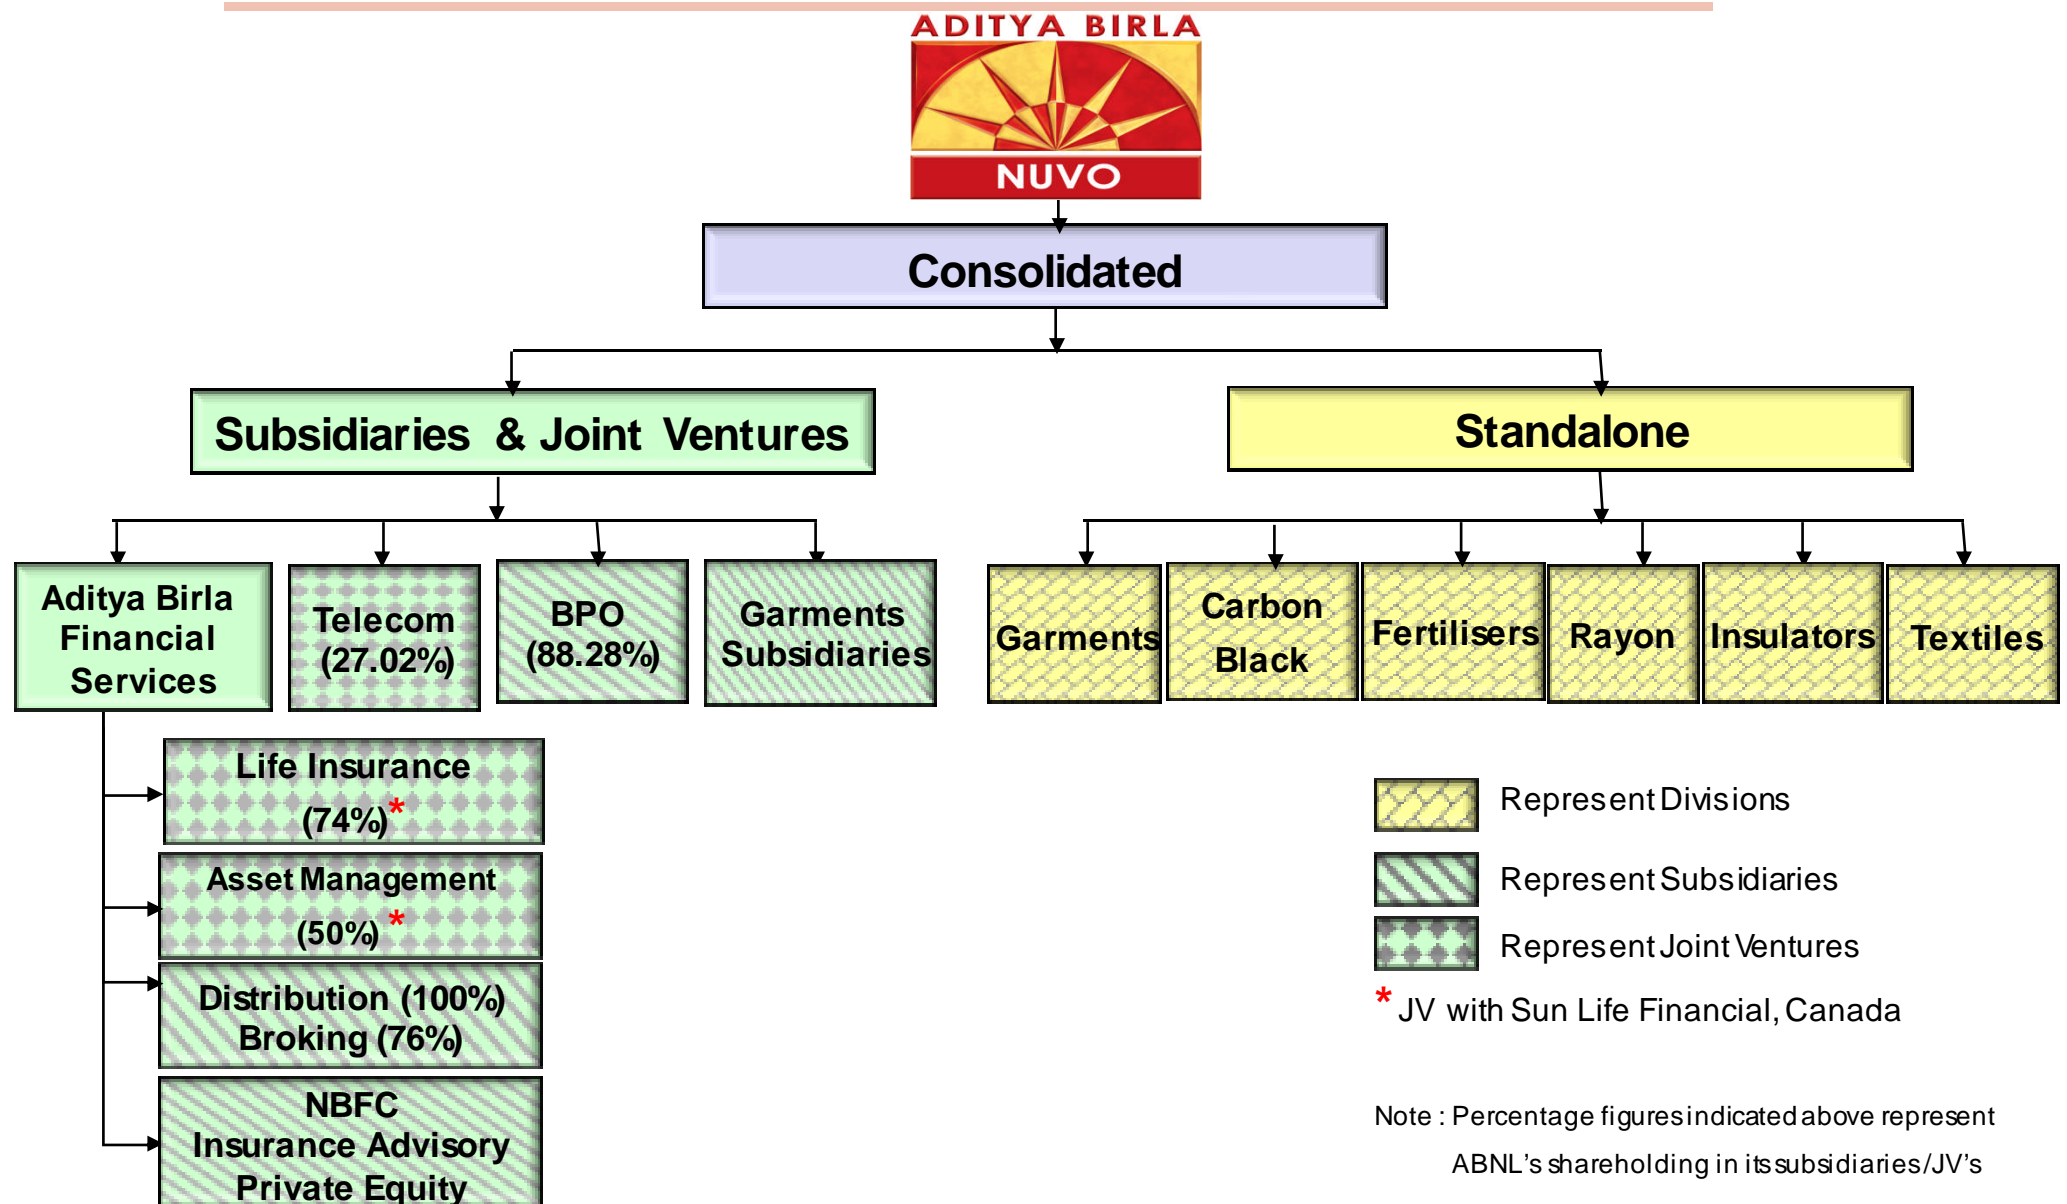 ADITYA BIRLA
NUVO
Consolidated
Subsidiaries & Joint Ventures
Standalone
Aditya Birla
Financial
Services
Telecom
(27.02%)
BPO
(88.28%)
Garments
Subsidiaries
Garments
Carbon
Black
Fertilisers
Rayon
Insulators
Textiles
Life Insurance
(74%)*
Asset Management
(50%) *
Distribution (100%)
Broking (76%)
NBFC
Insurance Advisory
Private Equity
Represent Divisions
Represent Subsidiaries
Represent Joint Ventures
* JV with Sun Life Financial, Canada
Note : Percentage figures indicated above represent
ABNL's shareholding in its subsidiaries/JV's